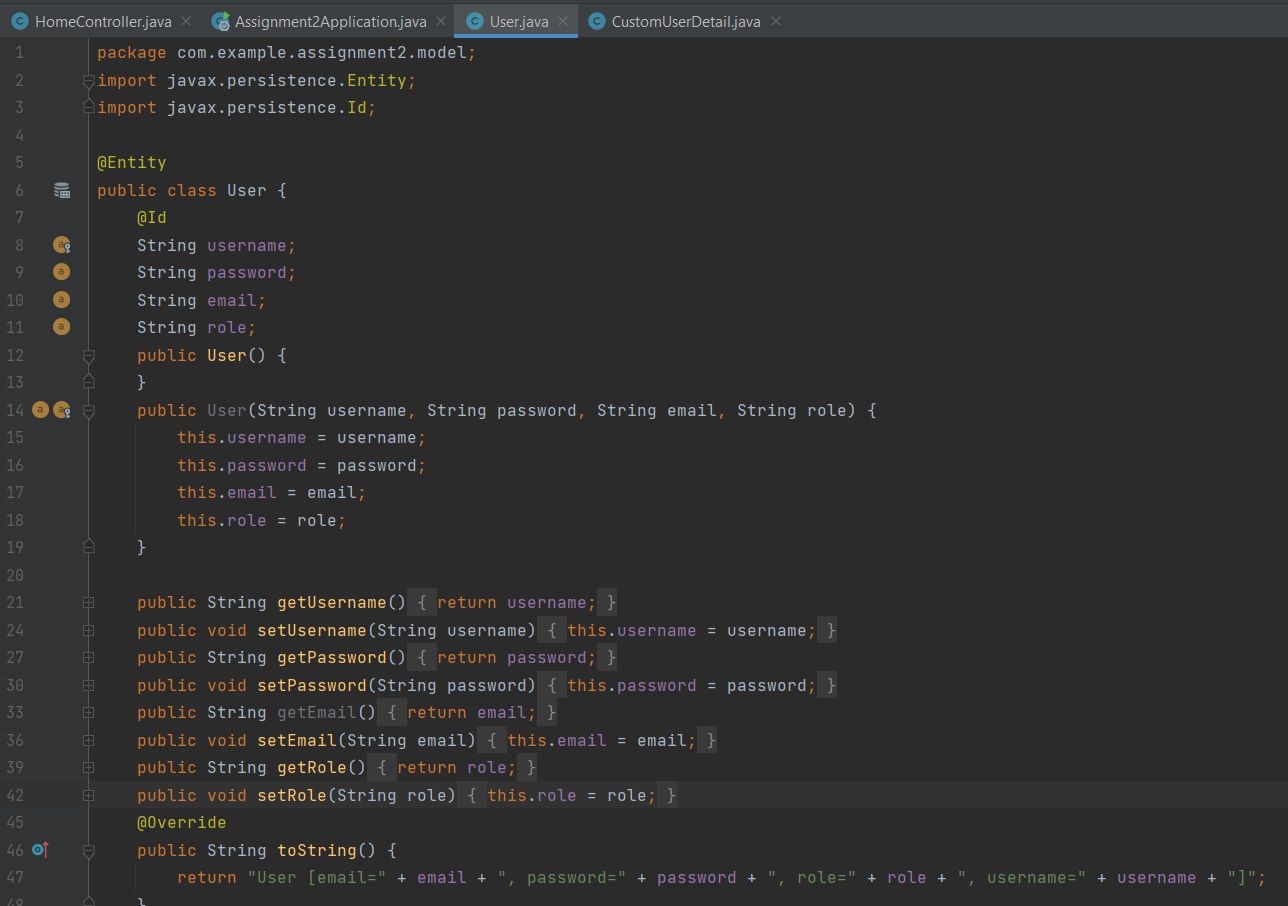 HomeController.java Assignment2Application.java User.java CustomUserDetail.java
1 package com.example.assignment2.model;
2 import javax.persistence.Entity;
3 import javax.persistence.Id;
4
5 @Entity
6 public class User {
7 @Id
8 String username;
9 String password;
10 String email;
11 String role;
12 public User() {
13 }
14 public User(String username, String password, String email, String role) {
15 this.username = username;
16 this.password = password;
17 this.email = email;
18 this.role = role;
19 }
20
21 public String getUsername() { return username; }
24 public void setUsername(String username) { this.username = username; }
27 public String getPassword() { return password; }
30 public void setPassword(String password) { this.password = password; }
33 public String getEmail() { return email; }
36 public void setEmail(String email) { this.email = email; }
39 public String getRole() { return role; }
42 public void setRole(String role) { this.role = role; }
45 @Override
46 public String toString() {
47 return "User [email=" + email + ", password=" + password + ", role=" + role + ", username=" + username + "]";
48 }